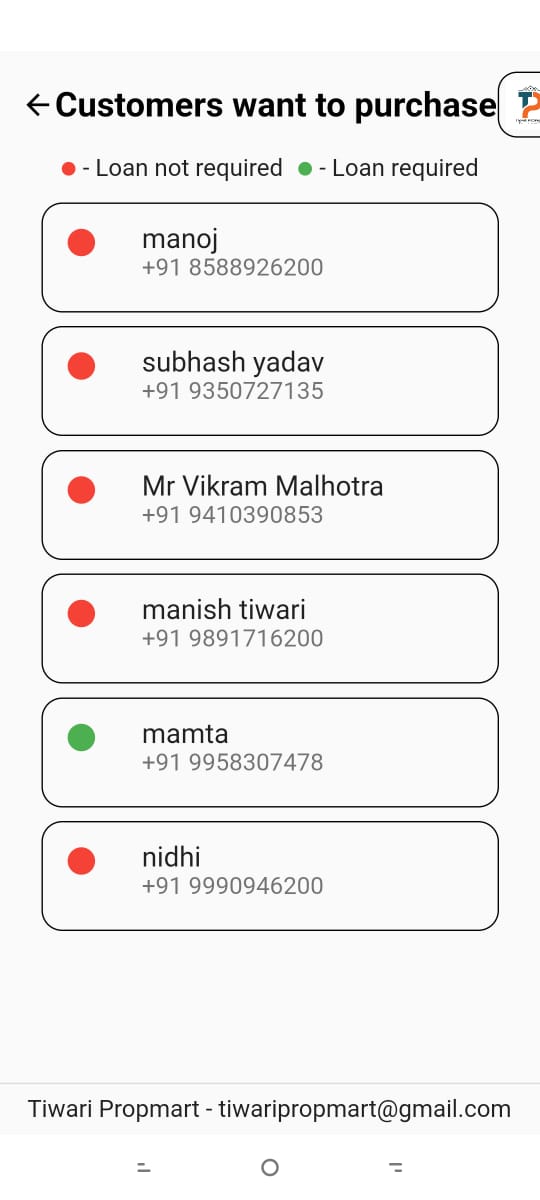 Customers want to purchase
- Loan not required - Loan required
manoj
+91 8588926200
subhash yadav
+91 9350727135
Mr Vikram Malhotra
+91 9410390853
manish tiwari
+91 9891716200
mamta
+91 9958307478
nidhi
+91 9990946200
Tiwari Propmart - tiwaripropmart@gmail.com